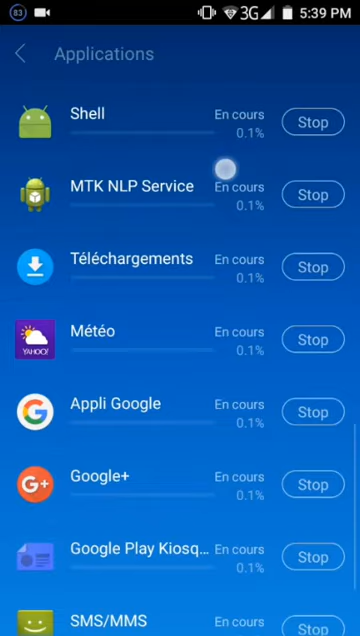 83 3G 5:39 PM
Applications
Shell En cours 0.1% Stop
MTK NLP Service En cours 0.1% Stop
Téléchargements En cours 0.1% Stop
YAHOO! Météo En cours 0.1% Stop
G Appli Google En cours 0.1% Stop
G+ Google+ En cours 0.1% Stop
Google Play Kiosq... En cours 0.1% Stop
SMS/MMS En cours Stop